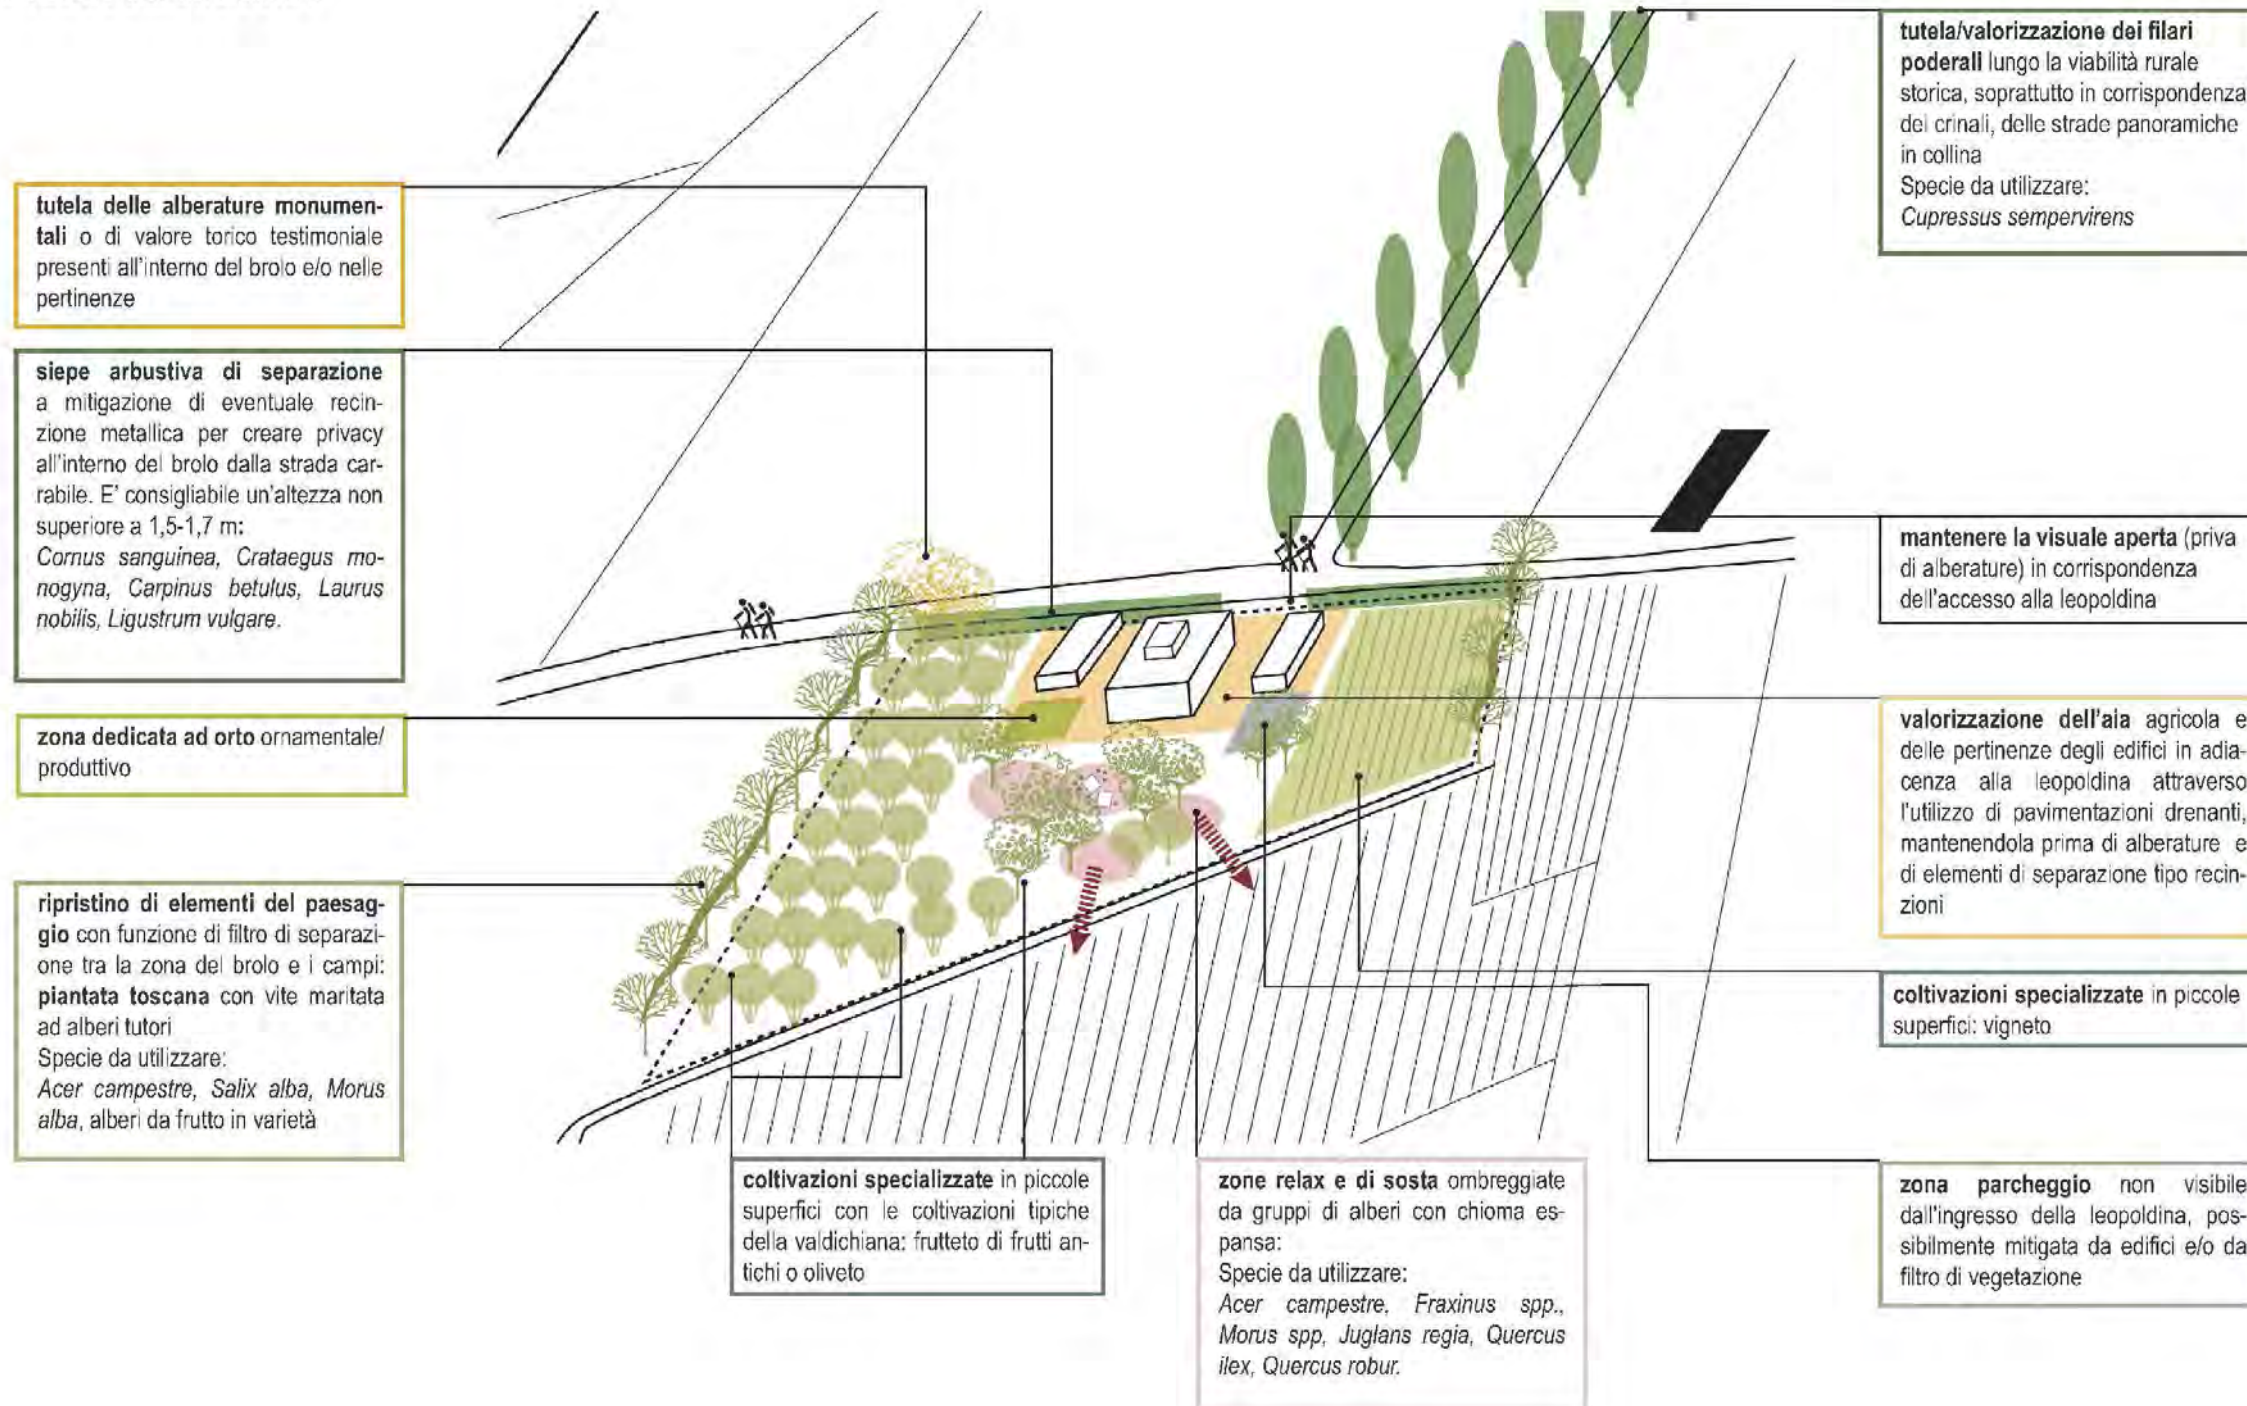 tutela delle alberature monumen-
tali o di valore torico testimoniale
presenti all'interno del brolo e/o nelle
pertinenze
siepe arbustiva di separazione
a mitigazione di eventuale recin-
zione metallica per creare privacy
all'interno del brolo dalla strada car-
rabile. E' consigliabile un'altezza non
superiore a 1,5-1,7 m:
Cornus sanguinea, Crataegus mo-
nogyna, Carpinus betulus, Laurus
nobilis, Ligustrum vulgare.
zona dedicata ad orto ornamentale/
produttivo
ripristino di elementi del paesag-
gio con funzione di filtro di separazi-
one tra la zona del brolo e i campi:
piantata toscana con vite maritata
ad alberi tutori
Specie da utilizzare:
Acer campestre, Salix alba, Morus
alba, alberi da frutto in varietà
coltivazioni specializzate in piccole
superfici con le coltivazioni tipiche
della valdichiana: frutteto di frutti an-
tichi o oliveto
zone relax e di sosta ombreggiate
da gruppi di alberi con chioma es-
pansa:
Specie da utilizzare:
Acer campestre, Fraxinus spp.,
Morus spp, Juglans regia, Quercus
ilex, Quercus robur.
tutela/valorizzazione dei filari
poderali lungo la viabilità rurale
storica, soprattutto in corrispondenza
dei crinali, delle strade panoramiche
in collina
Specie da utilizzare:
Cupressus sempervirens
mantenere la visuale aperta (priva
di alberature) in corrispondenza
dell'accesso alla leopoldina
valorizzazione dell'aia agricola e
delle pertinenze degli edifici in adia-
cenza alla leopoldina attraverso
l'utilizzo di pavimentazioni drenanti,
mantenendola prima di alberature e
di elementi di separazione tipo recin-
zioni
coltivazioni specializzate in piccole
superfici: vigneto
zona parcheggio non visibile
dall'ingresso della leopoldina, pos-
sibilmente mitigata da edifici e/o da
filtro di vegetazione